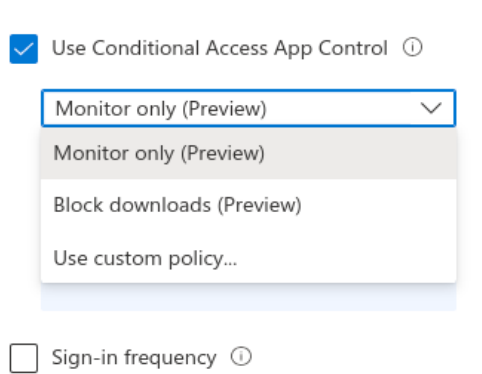 Use Conditional Access App Control
Monitor only (Preview)
Monitor only (Preview)
Block downloads (Preview)
Use custom policy...
Sign-in frequency